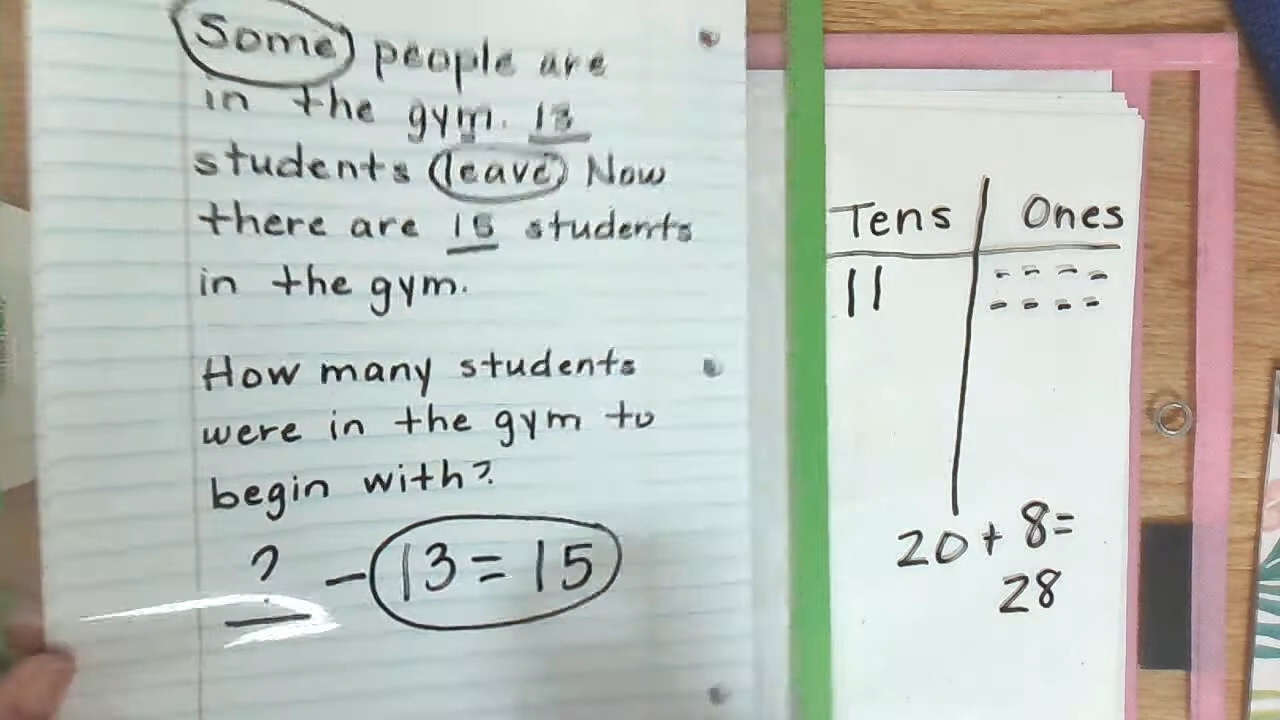 Some people are
in the gym. 13
students leave Now
there are 15 students
in the gym.
How many students
were in the gym to
begin with?
? - 13 = 15
Tens Ones
20 + 8 =
28